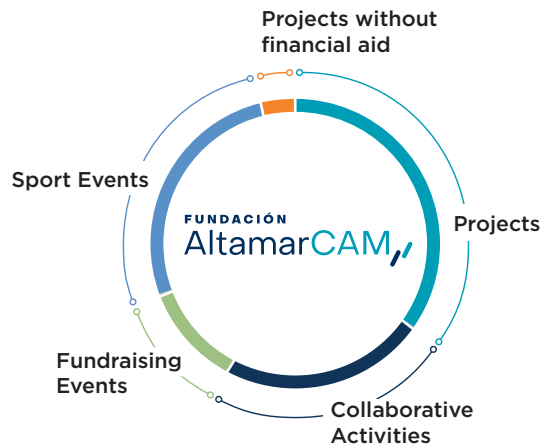 Projects without
financial aid
Sport Events
FUNDACIÓN
AltamarCAM
Projects
Fundraising
Events
Collaborative
Activities